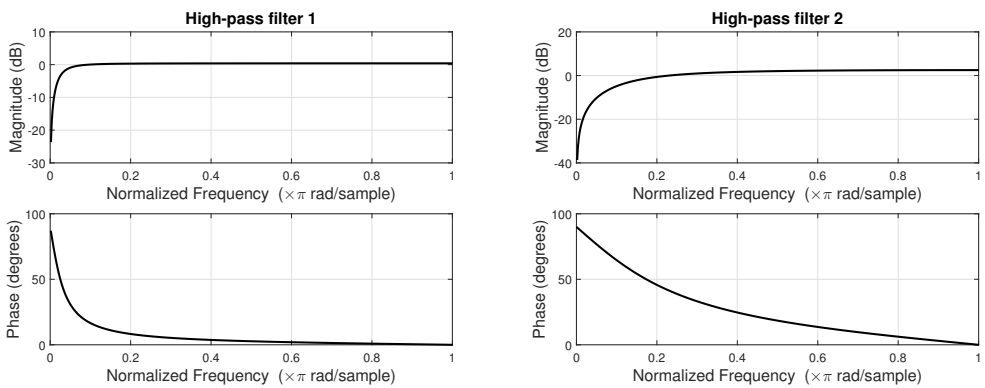 High-pass filter 1
10
0
-10
-20
-30
Magnitude (dB)
0 0.2 0.4 0.6 0.8 1
Normalized Frequency (×π rad/sample)
100
50
0
Phase (degrees)
0 0.2 0.4 0.6 0.8 1
Normalized Frequency (×π rad/sample)
High-pass filter 2
20
0
-20
-40
Magnitude (dB)
0 0.2 0.4 0.6 0.8 1
Normalized Frequency (×π rad/sample)
100
50
0
Phase (degrees)
0 0.2 0.4 0.6 0.8 1
Normalized Frequency (×π rad/sample)